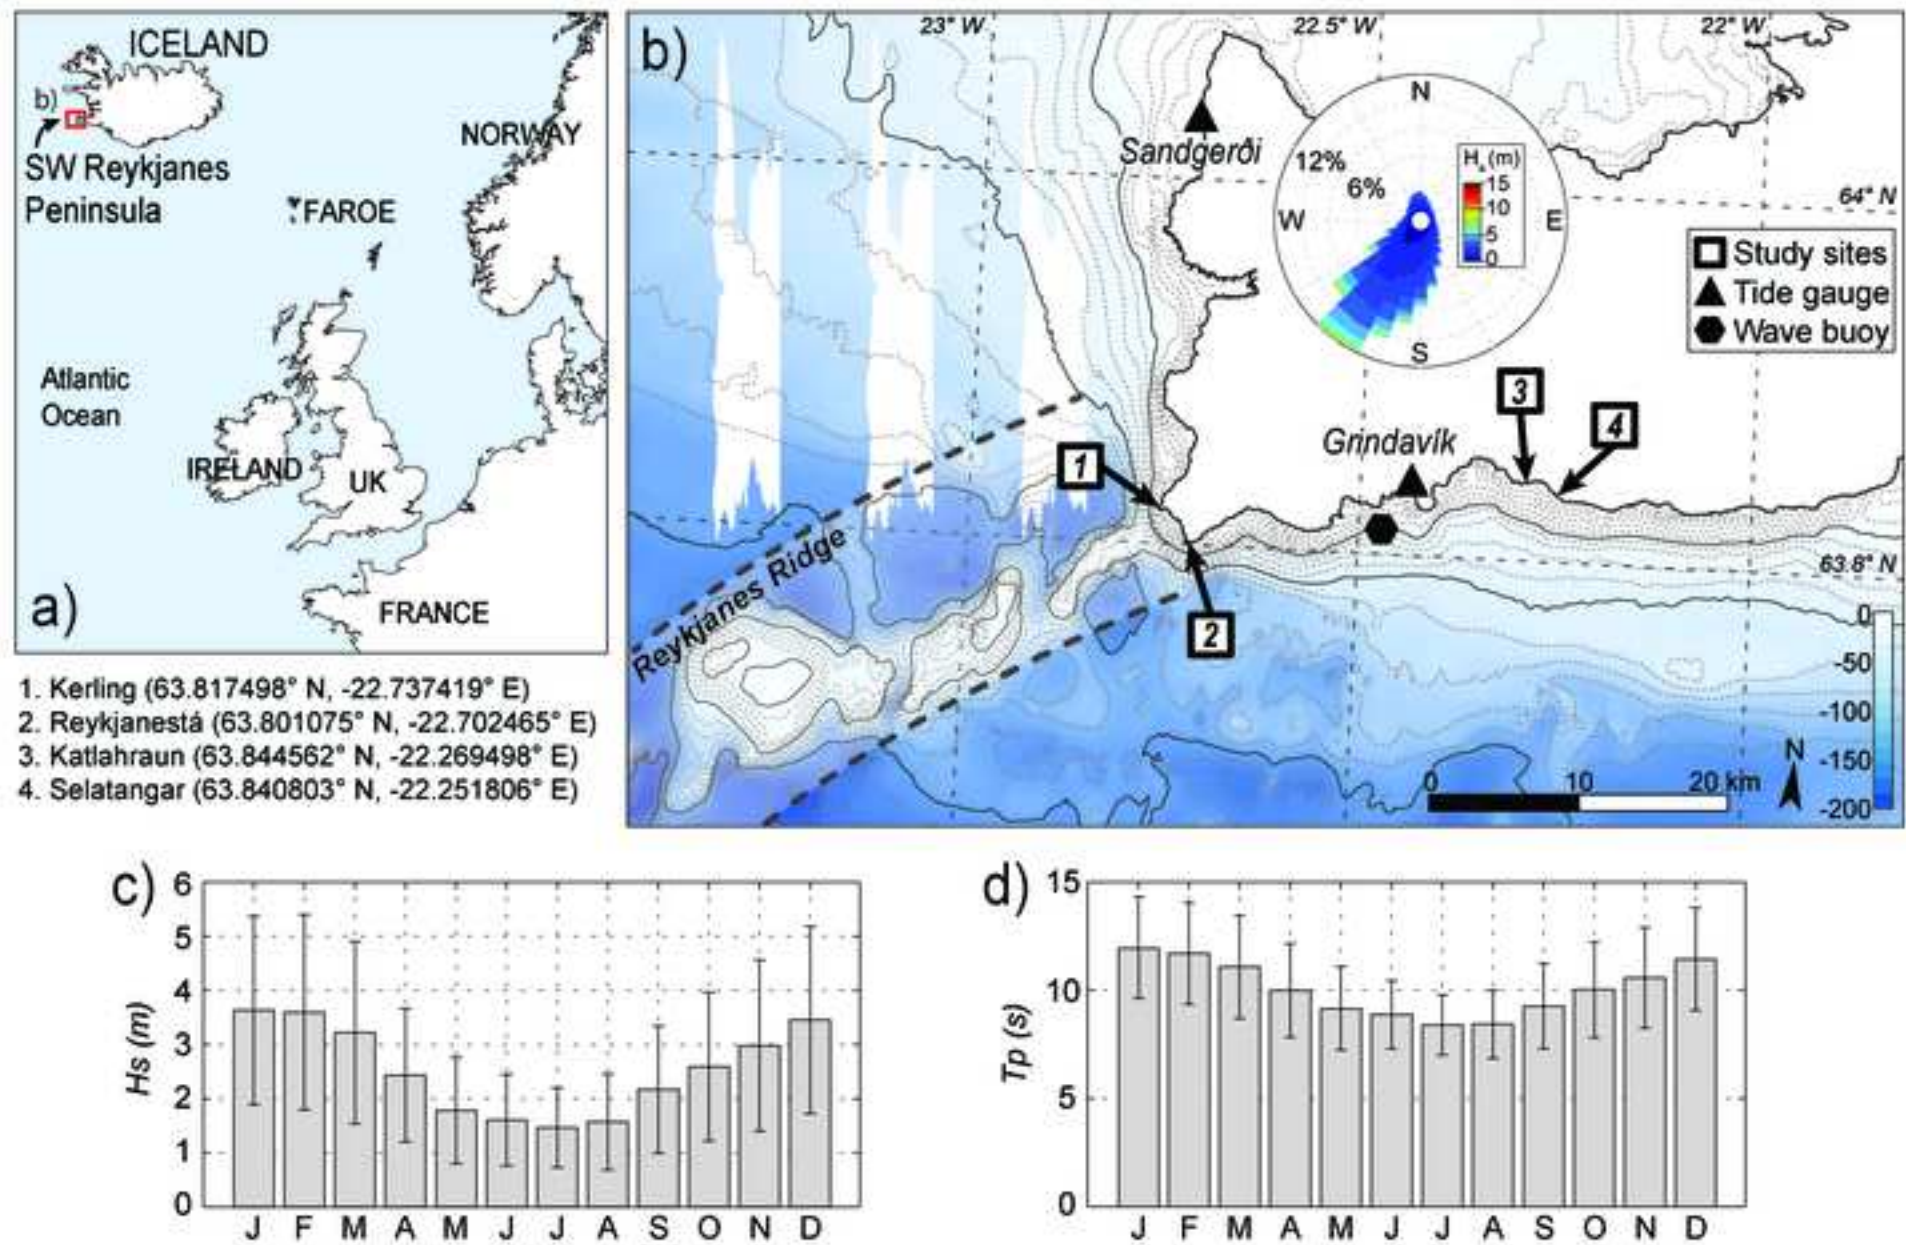 ICELAND
b)
SW Reykjanes
Peninsula
NORWAY
FAROE
Atlantic
Ocean
IRELAND
UK
FRANCE
a)
1. Kerling (63.817498° N, -22.737419° E)
2. Reykjanestá (63.801075° N, -22.702465° E)
3. Katlahraun (63.844562° N, -22.269498° E)
4. Selatangar (63.840803° N, -22.251806° E)
b)
23° W
22.5° W
22° W
Sandgerði
N
12%
6%
W
E
S
Hs (m)
15
10
5
0
64° N
Study sites
Tide gauge
Wave buoy
3
4
Grindavík
1
2
Reykjanes Ridge
63.8° N
0
-50
-100
-150
-200
N
0 10 20 km
c)
6
5
4
3
2
1
0
Hs (m)
J F M A M J J A S O N D
d)
15
10
5
0
Tp (s)
J F M A M J J A S O N D